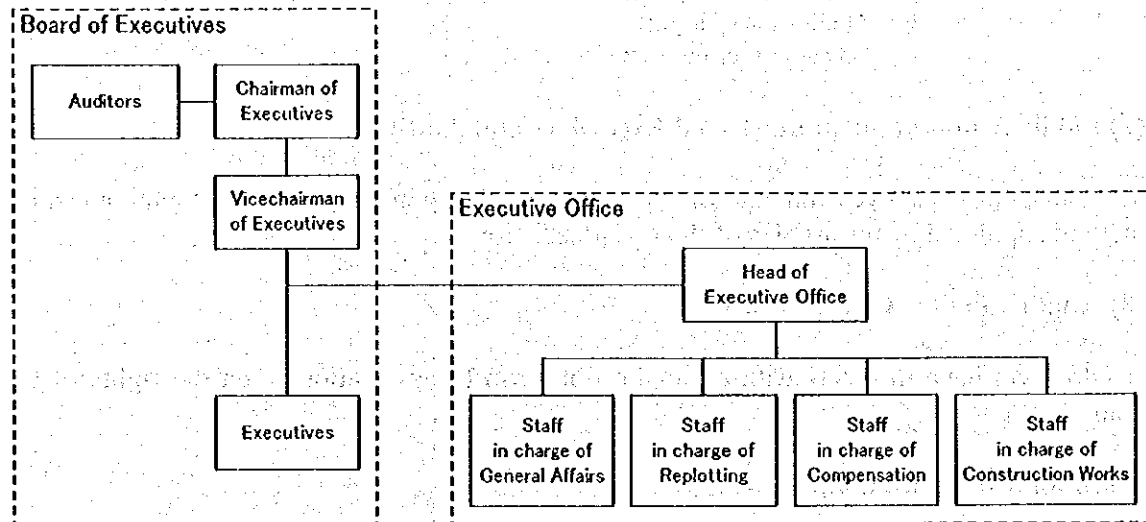 Board of Executives
Auditors
Chairman of
Executives
Vicechairman
of Executives
Executives
Executive Office
Head of
Executive Office
Staff
in charge of
General Affairs
Staff
in charge of
Replotting
Staff
in charge of
Compensation
Staff
in charge of
Construction Works